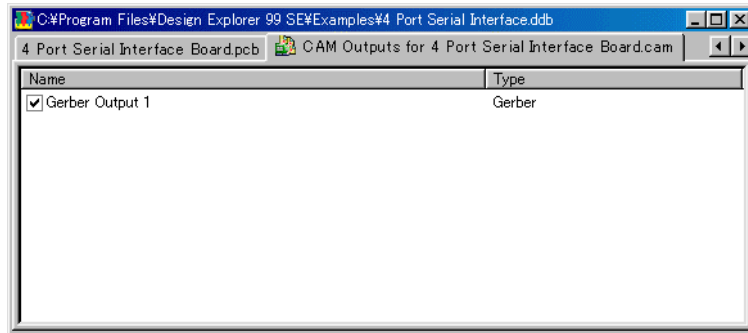 C:¥Program Files¥Design Explorer 99 SE¥Examples¥4 Port Serial Interface.ddb
4 Port Serial Interface Board.pcb CAM Outputs for 4 Port Serial Interface Board.cam
Name Type
Gerber Output 1 Gerber